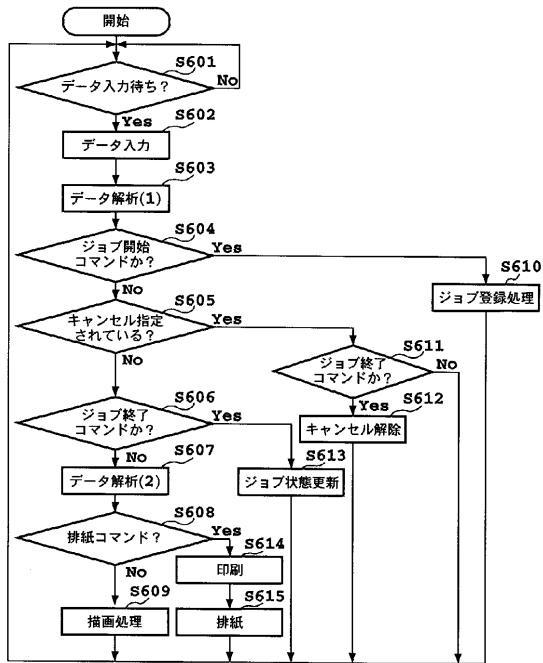 開始
S601
データ入力待ち?
No
Yes
S602
データ入力
S603
データ解析(1)
S604
ジョブ開始
コマンドか?
Yes
No
S610
ジョブ登録処理
S605
キャンセル指定
されている?
Yes
No
S611
ジョブ終了
コマンドか?
No
Yes
S612
キャンセル解除
S606
ジョブ終了
コマンドか?
Yes
No
S613
ジョブ状態更新
S607
データ解析(2)
S608
排紙コマンド?
Yes
No
S614
印刷
S609
描画処理
S615
排紙